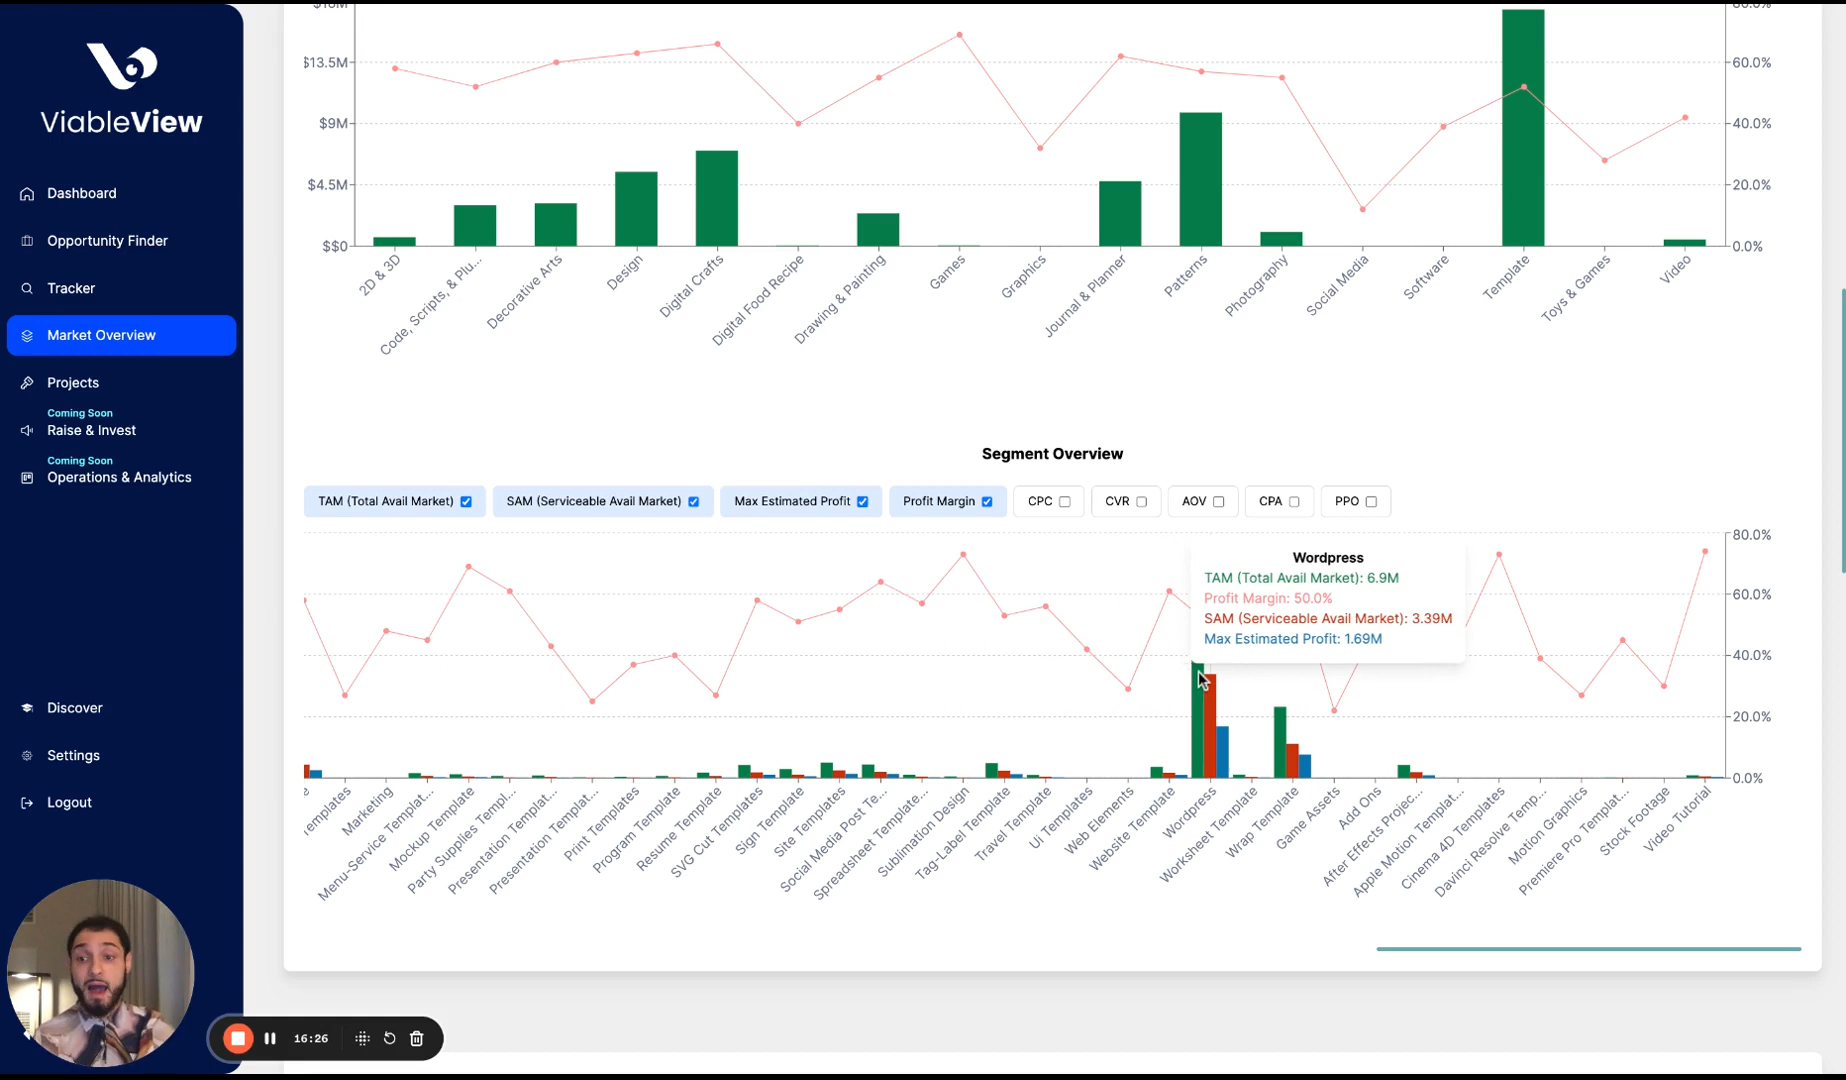 ViableView
Dashboard
Opportunity Finder
Tracker
Market Overview
Projects
Coming Soon
Raise & Invest
Coming Soon
Operations & Analytics
Discover
Settings
Logout
$18M
$13.5M
$9M
$4.5M
$$0
80.0%
60.0%
40.0%
20.0%
0.0%
2D & 3D
Code, Scripts, & Plu...
Decorative Arts
Design
Digital Crafts
Digital Food Recipe
Drawing & Painting
Games
Graphics
Journal & Planner
Patterns
Photography
Social Media
Software
Template
Toys & Games
Video
Segment Overview
TAM (Total Avail Market)
SAM (Serviceable Avail Market)
Max Estimated Profit
Profit Margin
CPC
CVR
AOV
CPA
PPO
Wordpress
TAM (Total Avail Market): 6.9M
Profit Margin: 50.0%
SAM (Serviceable Avail Market): 3.39M
Max Estimated Profit: 1.69M
80.0%
60.0%
40.0%
20.0%
0.0%
Marketing
Menu-Service Templat...
Mockup Template
Party Supplies Templ...
Presentation Templat...
Presentation Templat...
Print Templates
Program Template
Resume Template
SVG Cut Templates
Sign Template
Site Templates
Social Media Post Te...
Spreadsheet Template...
Sublimation Design
Tag-Label Template
Travel Template
Ui Templates
Web Elements
Website Template
Wordpress
Worksheet Template
Wrap Template
Game Assets
Add Ons
After Effects Projec...
Apple Motion Templat...
Cinema 4D Templates
Davinci Resolve Temp...
Motion Graphics
Premiere Pro Templat...
Stock Footage
Video Tutorial
16:26